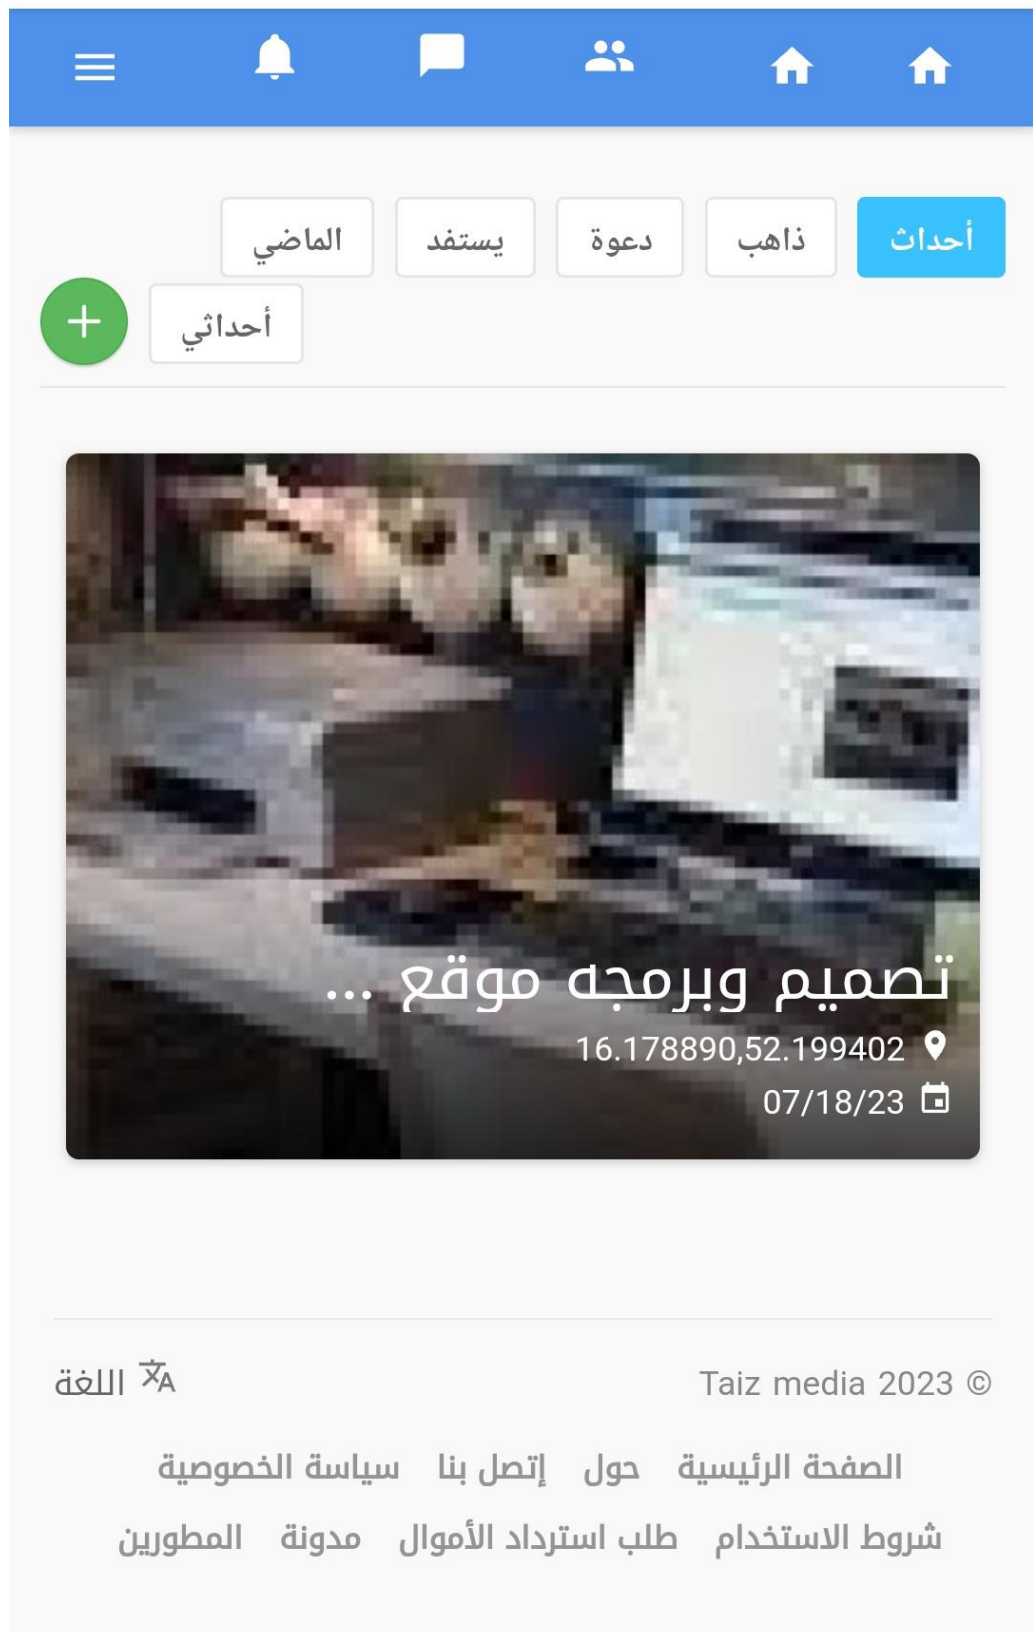 أحداث ذاهب دعوة يستفد الماضي
أحداثي
تصميم وبرمجه موقع ...
16.178890,52.199402
07/18/23
© Taiz media 2023 اللغة
الصفحة الرئيسية حول إتصل بنا سياسة الخصوصية
شروط الاستخدام طلب استرداد الأموال مدونة المطورين